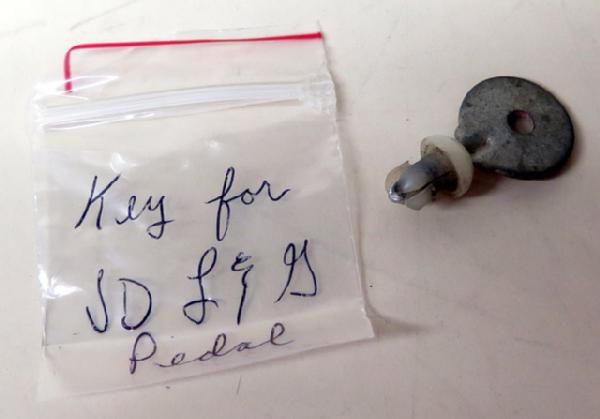 Key for
SD L & G
Pedal